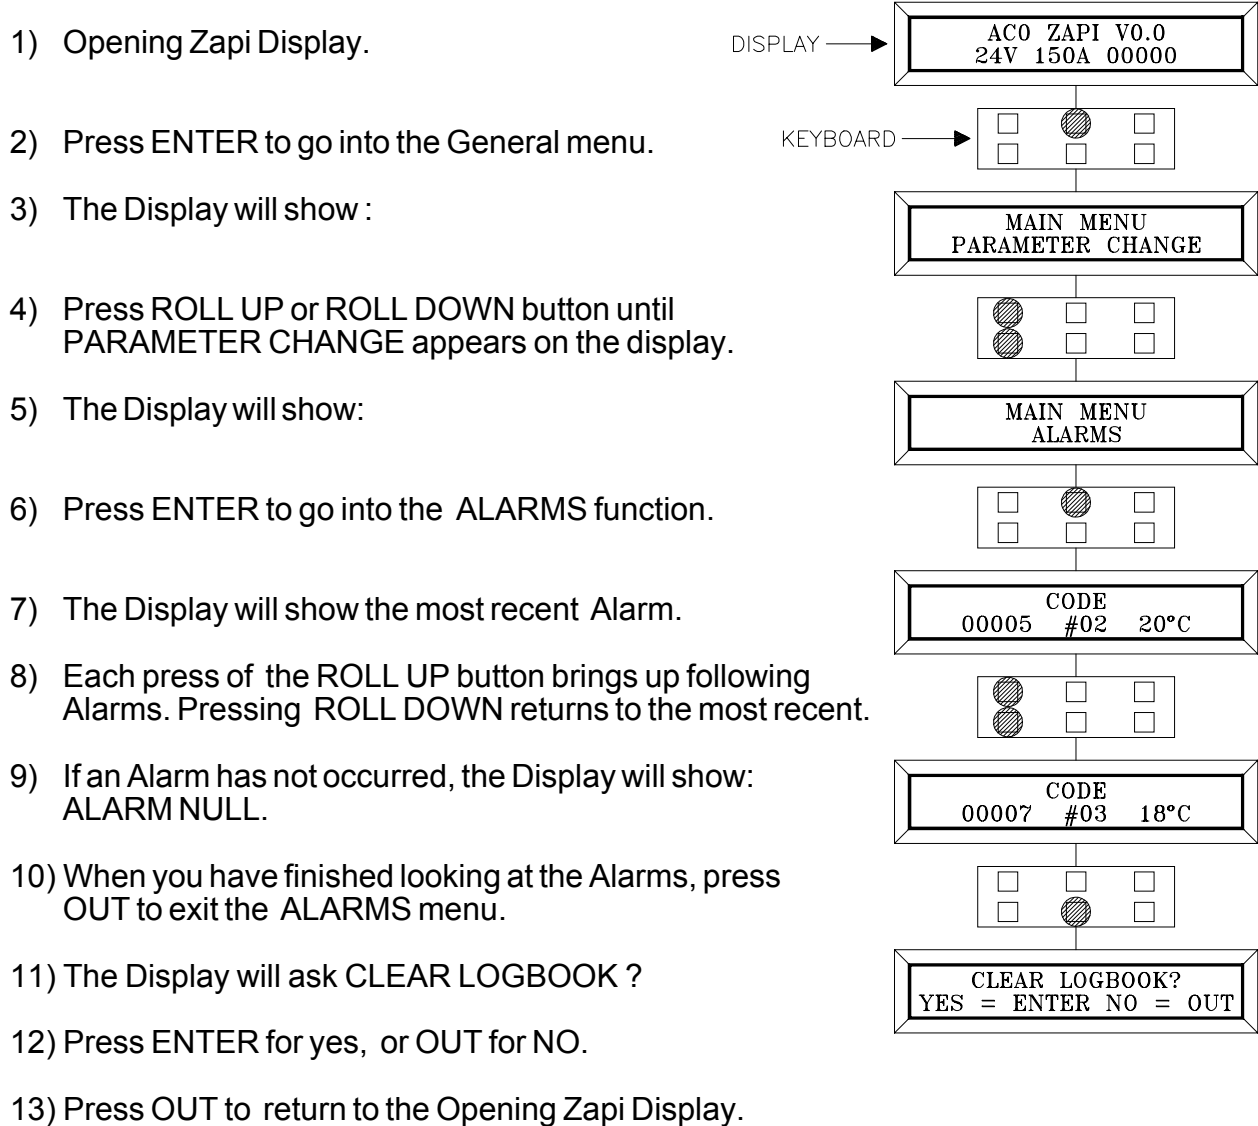 1) Opening Zapi Display.
DISPLAY
AC0 ZAPI V0.0
24V 150A 00000
2) Press ENTER to go into the General menu.
KEYBOARD
3) The Display will show :
MAIN MENU
PARAMETER CHANGE
4) Press ROLL UP or ROLL DOWN button until
PARAMETER CHANGE appears on the display.
5) The Display will show:
MAIN MENU
ALARMS
6) Press ENTER to go into the ALARMS function.
7) The Display will show the most recent Alarm.
CODE
00005 #02 20°C
8) Each press of the ROLL UP button brings up following
Alarms. Pressing ROLL DOWN returns to the most recent.
9) If an Alarm has not occurred, the Display will show:
ALARM NULL.
CODE
00007 #03 18°C
10) When you have finished looking at the Alarms, press
OUT to exit the ALARMS menu.
11) The Display will ask CLEAR LOGBOOK ?
CLEAR LOGBOOK?
YES = ENTER NO = OUT
12) Press ENTER for yes, or OUT for NO.
13) Press OUT to return to the Opening Zapi Display.